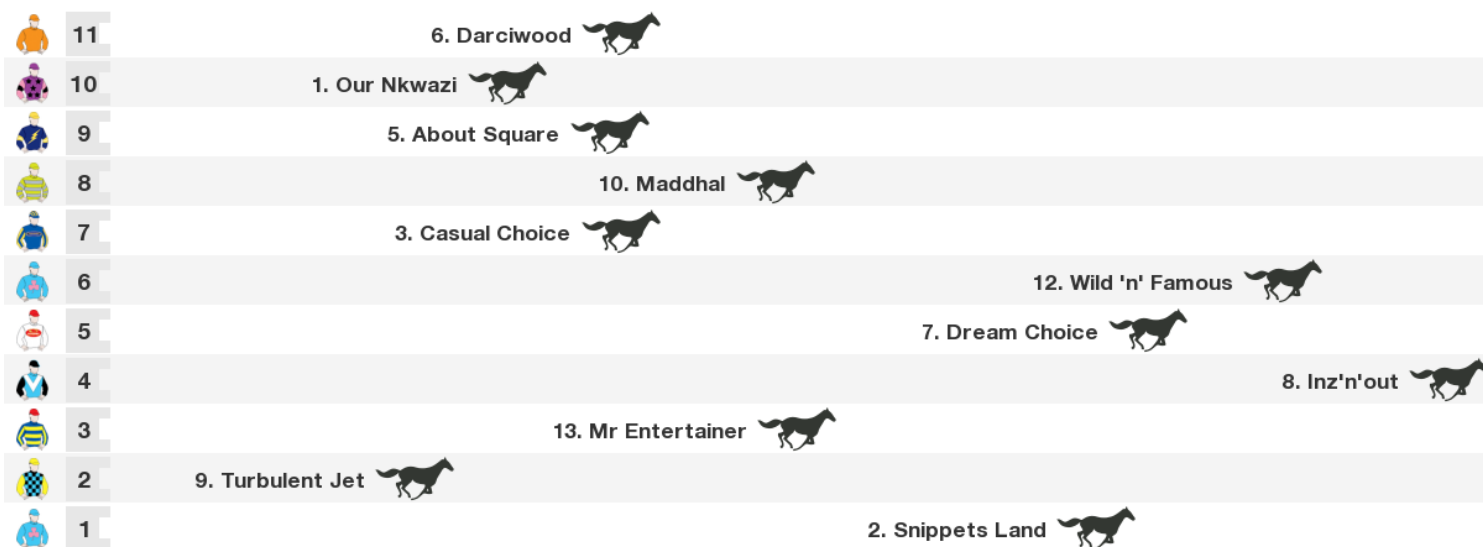 11 6. Darciwood
10 1. Our Nkwazi
9 5. About Square
8 10. Maddhal
7 3. Casual Choice
6 12. Wild 'n' Famous
5 7. Dream Choice
4 8. Inz'n'out
3 13. Mr Entertainer
2 9. Turbulent Jet
1 2. Snippets Land